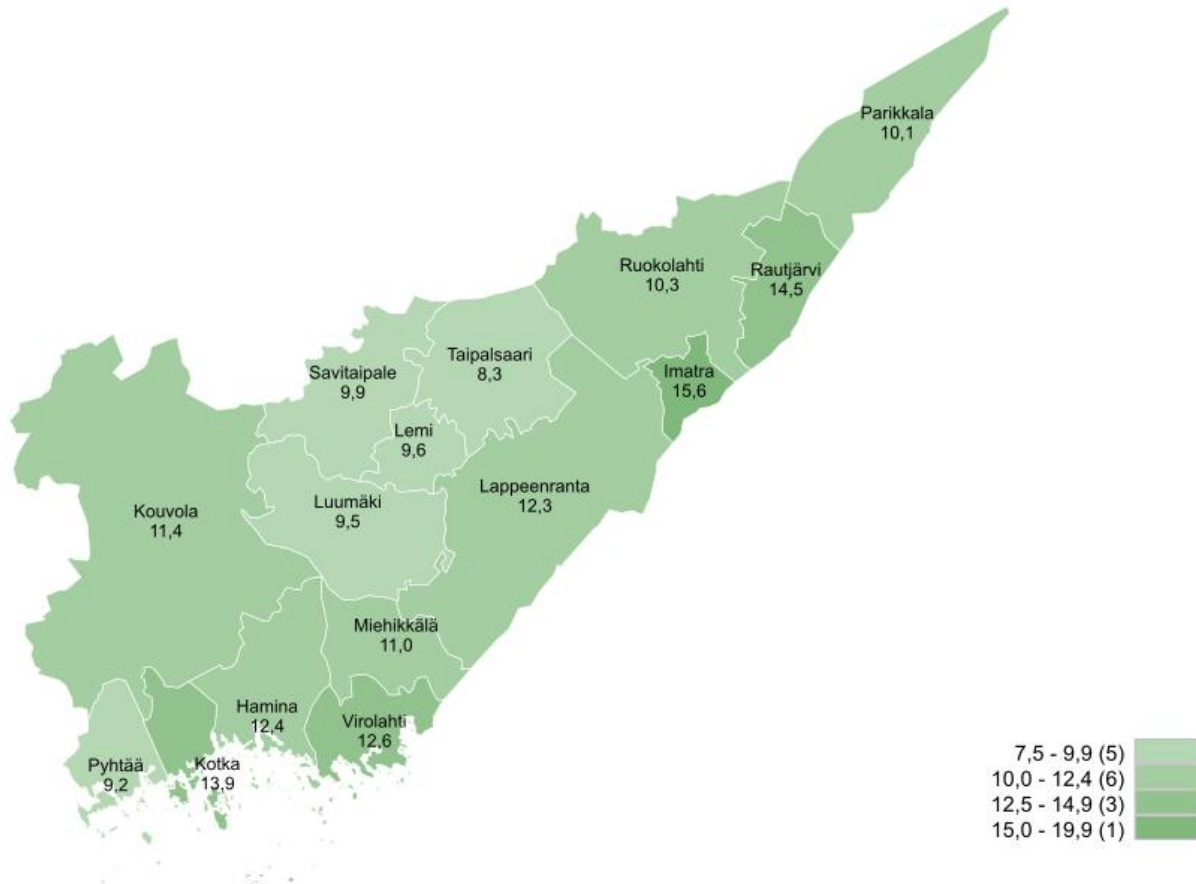 Parikkala
10,1
Ruokolahti
10,3
Rautjärvi
14,5
Taipalsaari
8,3
Imatra
15,6
Savitaipale
9,9
Lemi
9,6
Lappeenranta
12,3
Luumäki
9,5
Kouvola
11,4
Miehikkälä
11,0
Hamina
12,4
Virolahti
12,6
Pyhtää
9,2
Kotka
13,9
7,5 - 9,9 (5)
10,0 - 12,4 (6)
12,5 - 14,9 (3)
15,0 - 19,9 (1)